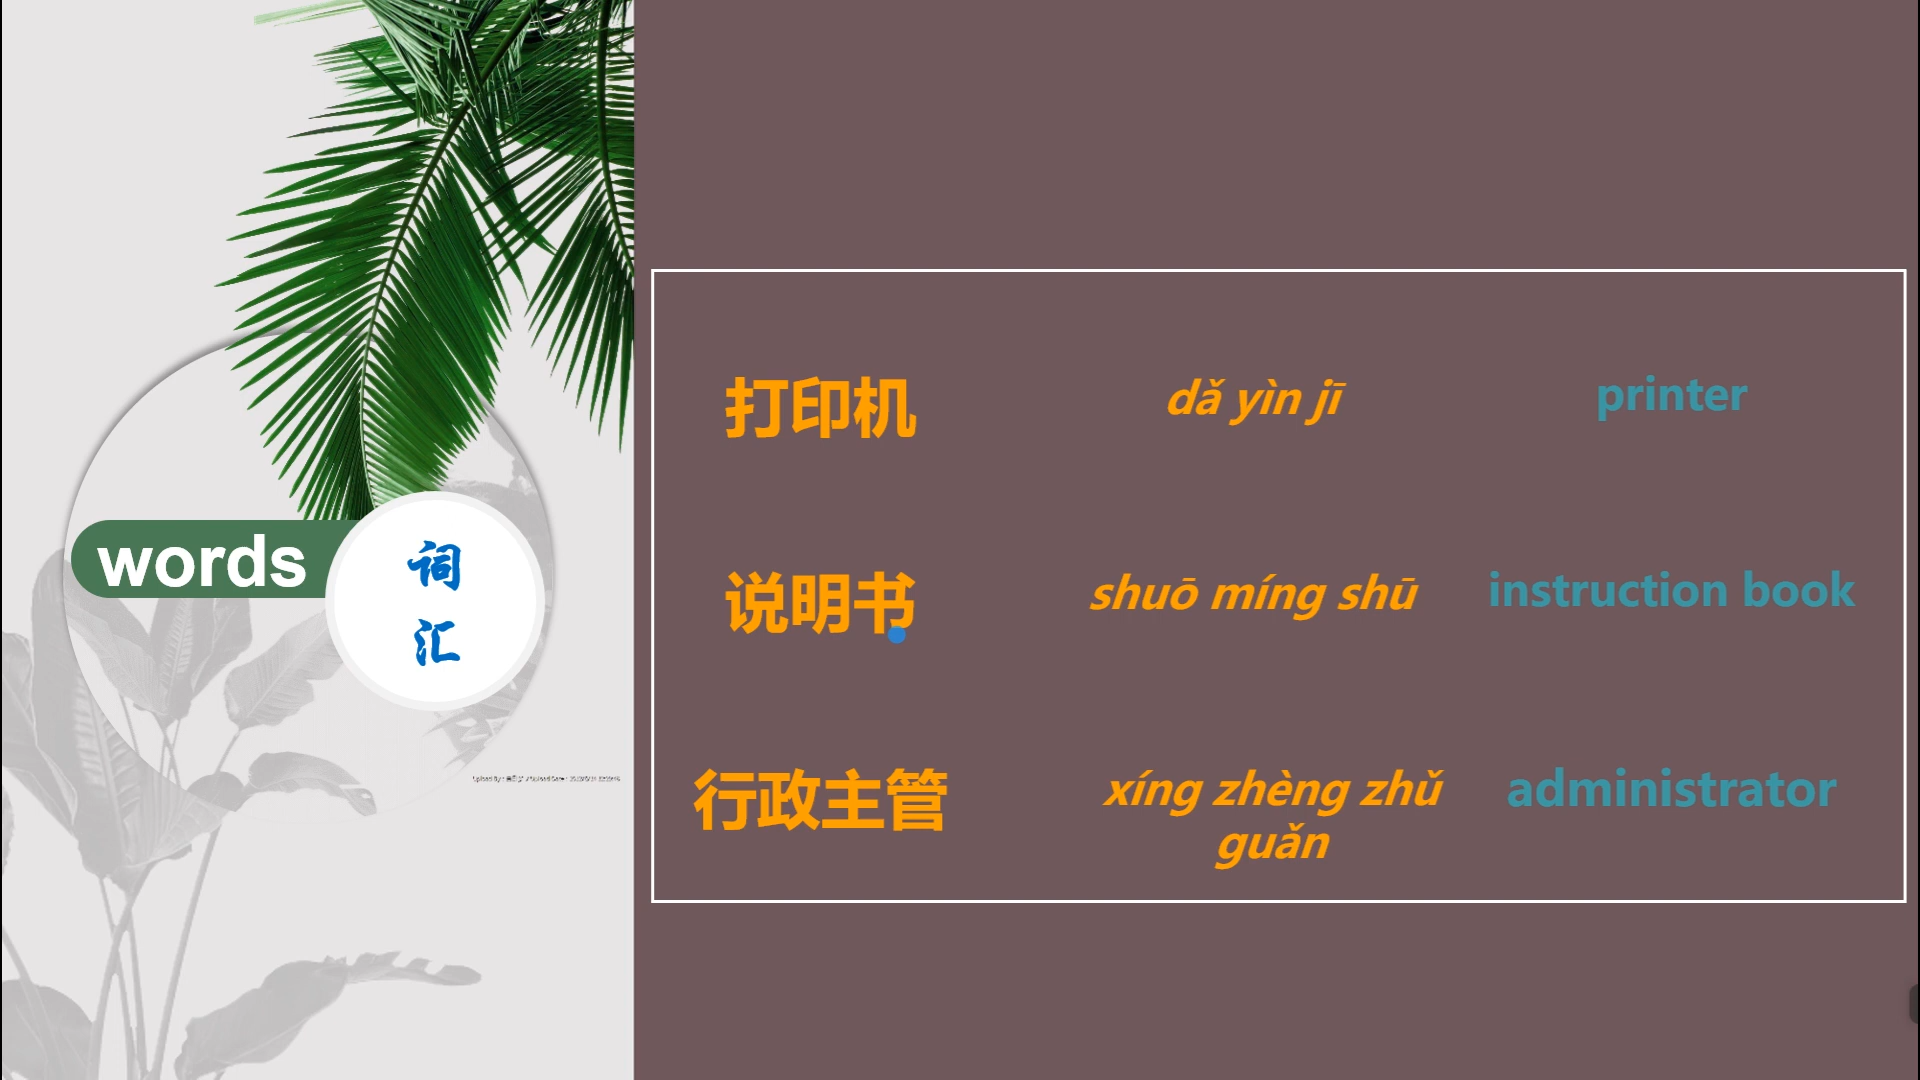 words
词
汇
打印机 dǎ yìn jī printer
说明书 shuō míng shū instruction book
行政主管 xíng zhèng zhǔ guǎn administrator